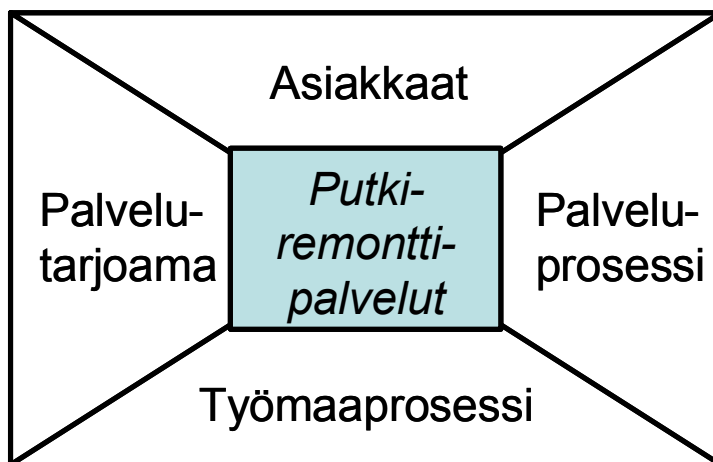 Asiakkaat
Palvelu-
tarjoama
Putki-
remontti-
palvelut
Palvelu-
prosessi
Työmaaprosessi